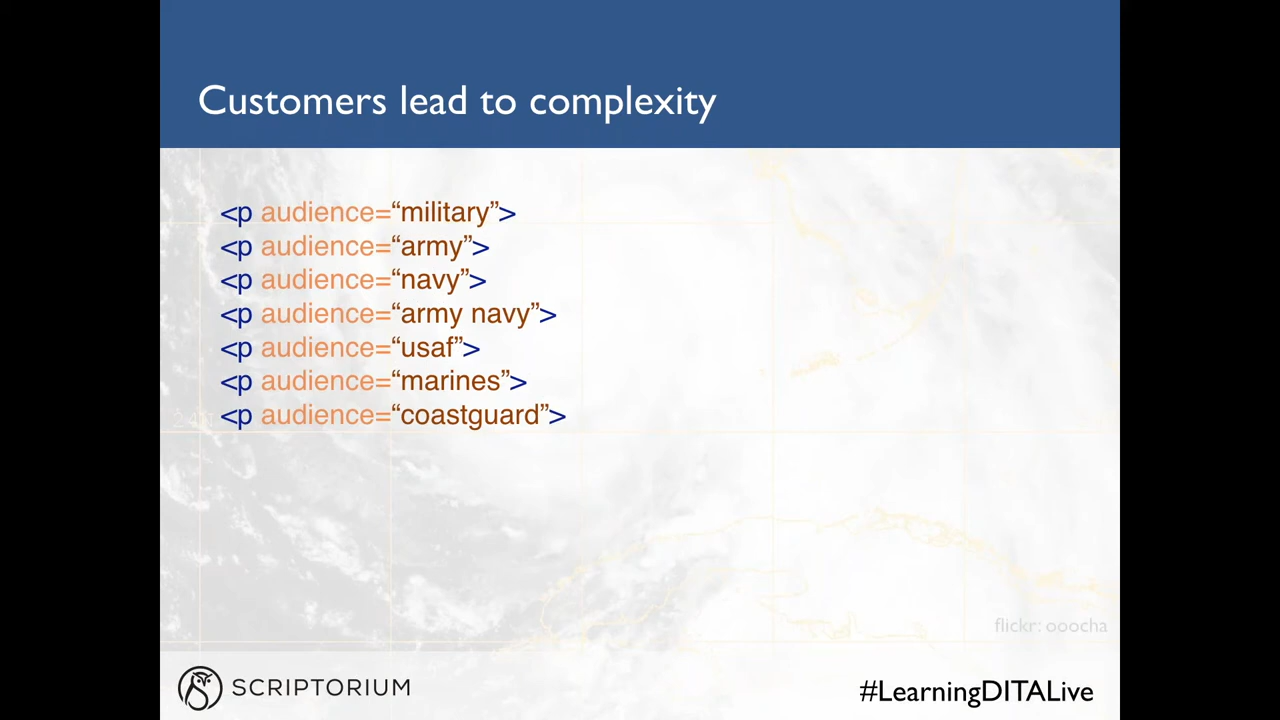 Customers lead to complexity
<p audience=“military”>
<p audience=“army”>
<p audience=“navy”>
<p audience=“army navy”>
<p audience=“usaf”>
<p audience=“marines”>
<p audience=“coastguard”>
flickr: ooocha
SCRIPTORIUM
#LearningDITALive